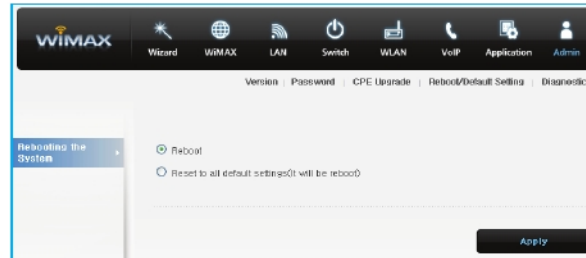 WiMAX
Wizard WiMAX LAN Switch WLAN VoIP Application Admin
Version | Password | CPE Upgrade | Reboot/Default Setting | Diagnostic
Rebooting the
System
Reboot
Reset to all default settings(it will be reboot)
Apply